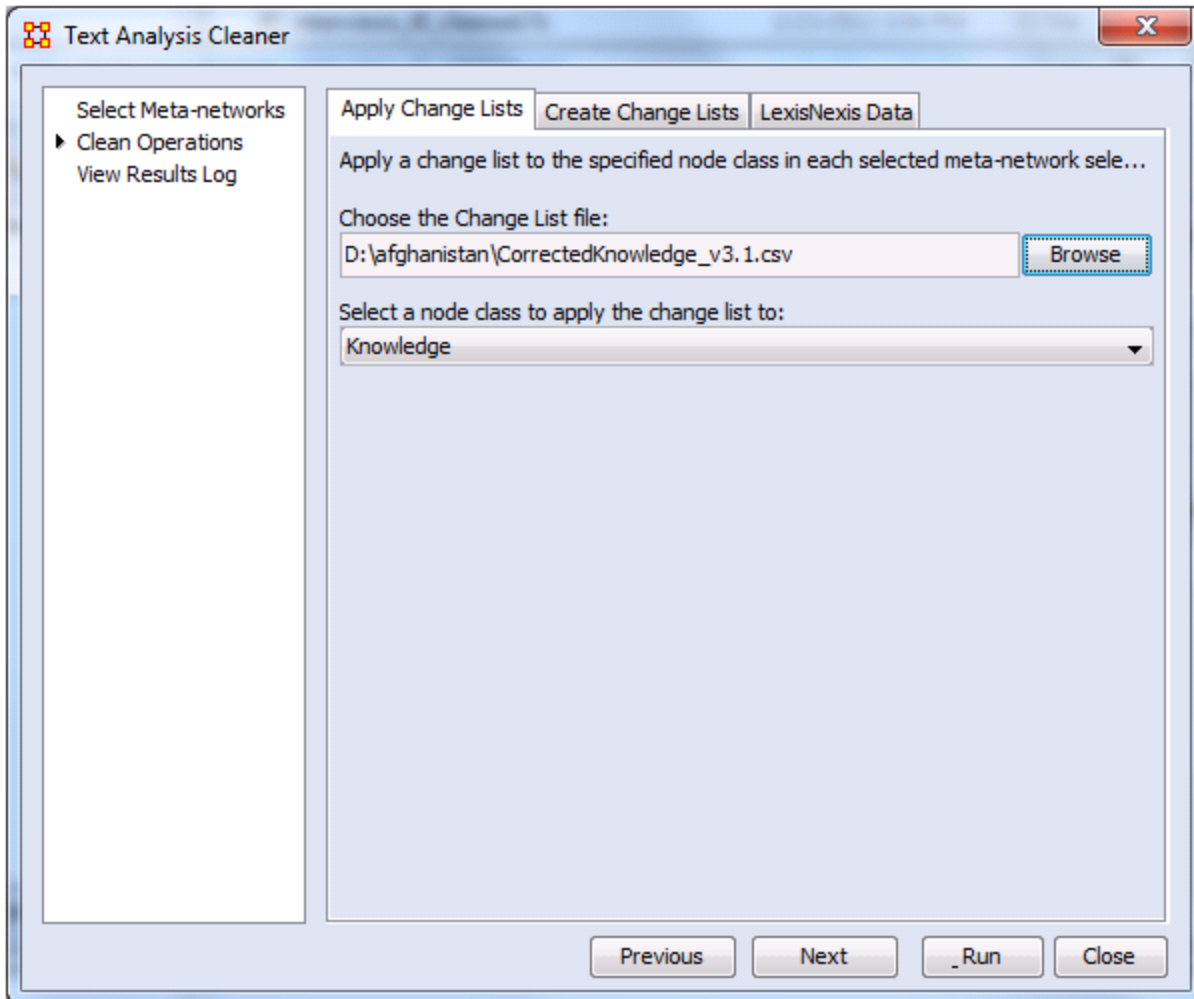 Text Analysis Cleaner
Select Meta-networks
Clean Operations
View Results Log
Apply Change Lists
Create Change Lists
LexisNexis Data
Apply a change list to the specified node class in each selected meta-network sele...
Choose the Change List file:
D:\afghanistan\CorrectedKnowledge_v3.1.csv
Browse
Select a node class to apply the change list to:
Knowledge
Previous
Next
_Run
Close